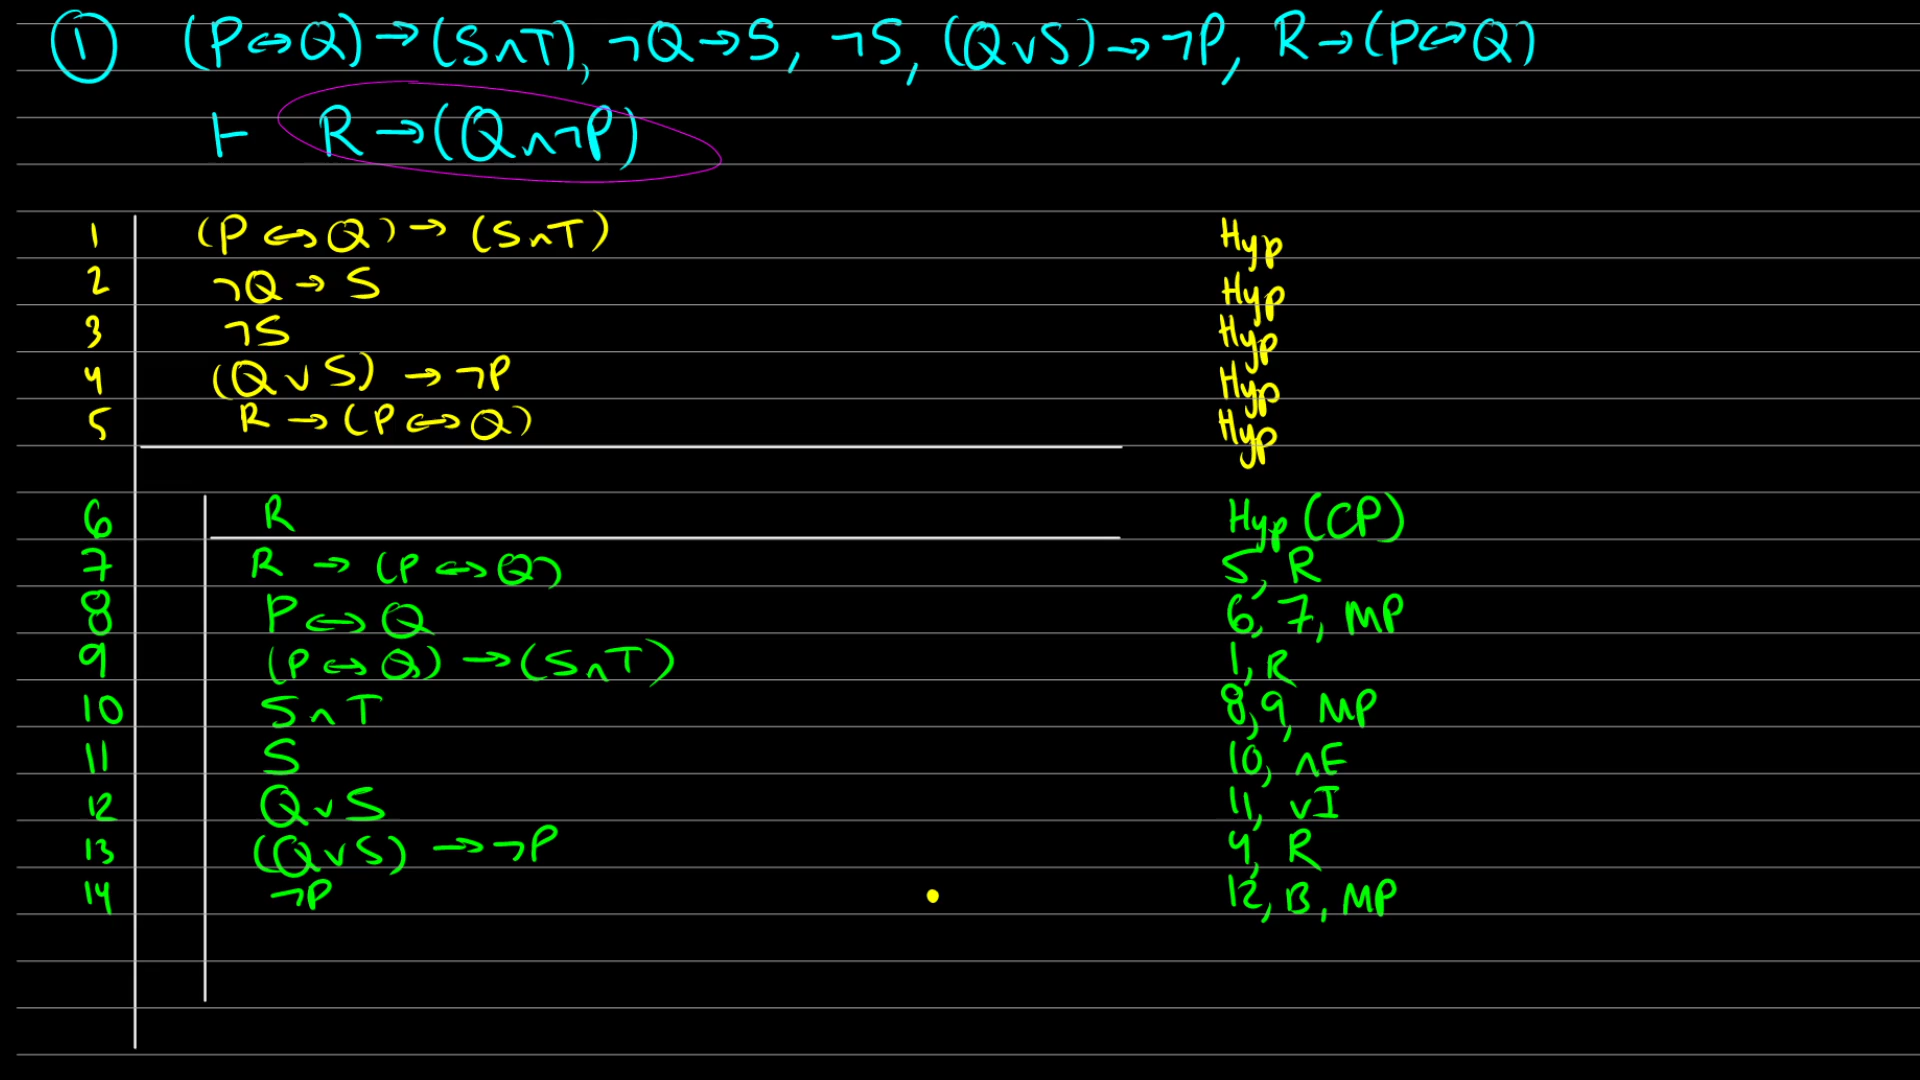 ① (P↔Q)→(S∧T), ¬Q→S, ¬S, (Q∨S)→¬P, R→(P↔Q)
⊢ R→(Q∧¬P)
1 (P↔Q)→(S∧T) Hyp
2 ¬Q→S Hyp
3 ¬S Hyp
4 (Q∨S)→¬P Hyp
5 R→(P↔Q) Hyp
6 R Hyp (CP)
7 R→(P↔Q) 5, R
8 P↔Q 6, 7, MP
9 (P↔Q)→(S∧T) 1, R
10 S∧T 8, 9, MP
11 S 10, ∧E
12 Q∨S 11, ∨I
13 (Q∨S)→¬P 4, R
14 ¬P 12, 13, MP